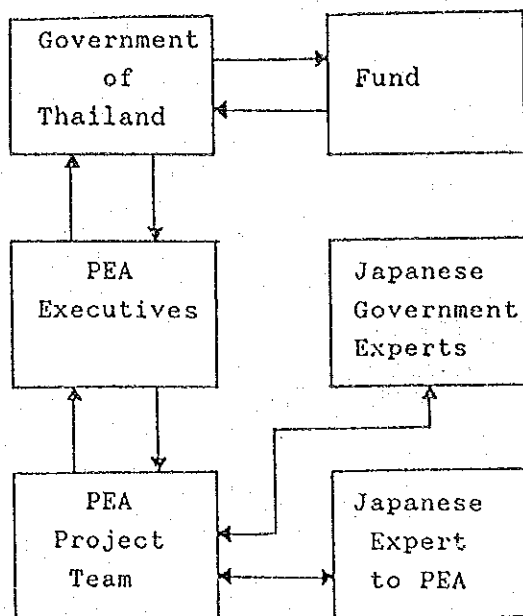 Government
of
Thailand
Fund
PEA
Executives
Japanese
Government
Experts
PEA
Project
Team
Japanese
Expert
to PEA